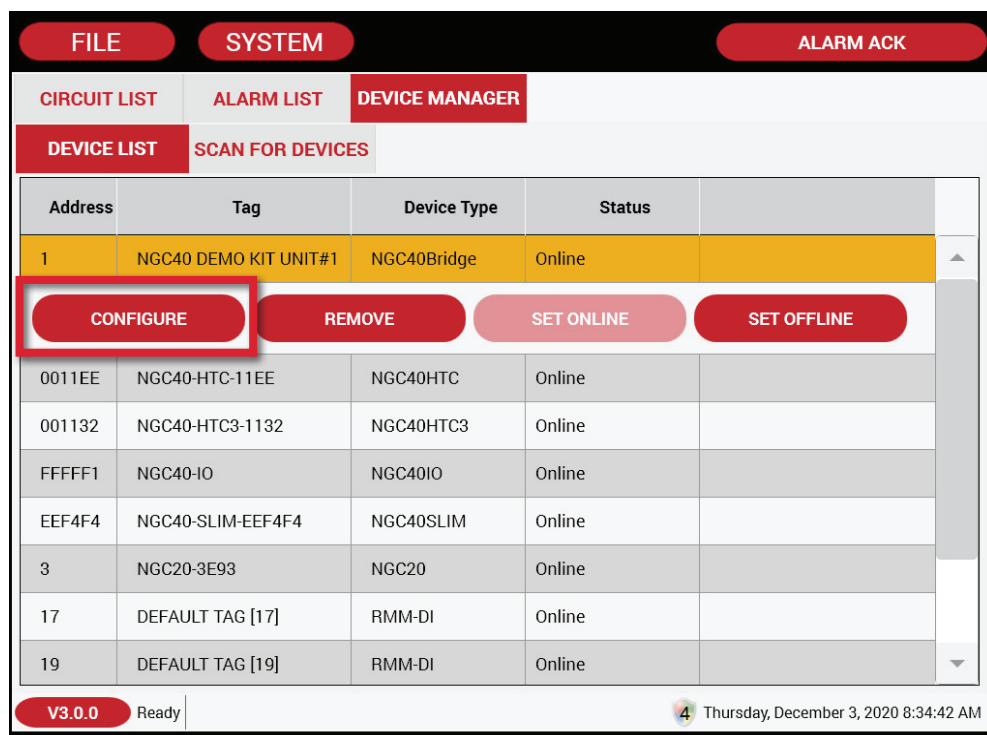 FILE SYSTEM ALARM ACK
CIRCUIT LIST ALARM LIST DEVICE MANAGER
DEVICE LIST SCAN FOR DEVICES
Address Tag Device Type Status
1 NGC40 DEMO KIT UNIT#1 NGC40Bridge Online
CONFIGURE REMOVE SET ONLINE SET OFFLINE
0011EE NGC40-HTC-11EE NGC40HTC Online
001132 NGC40-HTC3-1132 NGC40HTC3 Online
FFFFF1 NGC40-IO NGC40IO Online
EEF4F4 NGC40-SLIM-EEF4F4 NGC40SLIM Online
3 NGC20-3E93 NGC20 Online
17 DEFAULT TAG [17] RMM-DI Online
19 DEFAULT TAG [19] RMM-DI Online
V3.0.0 Ready 4 Thursday, December 3, 2020 8:34:42 AM